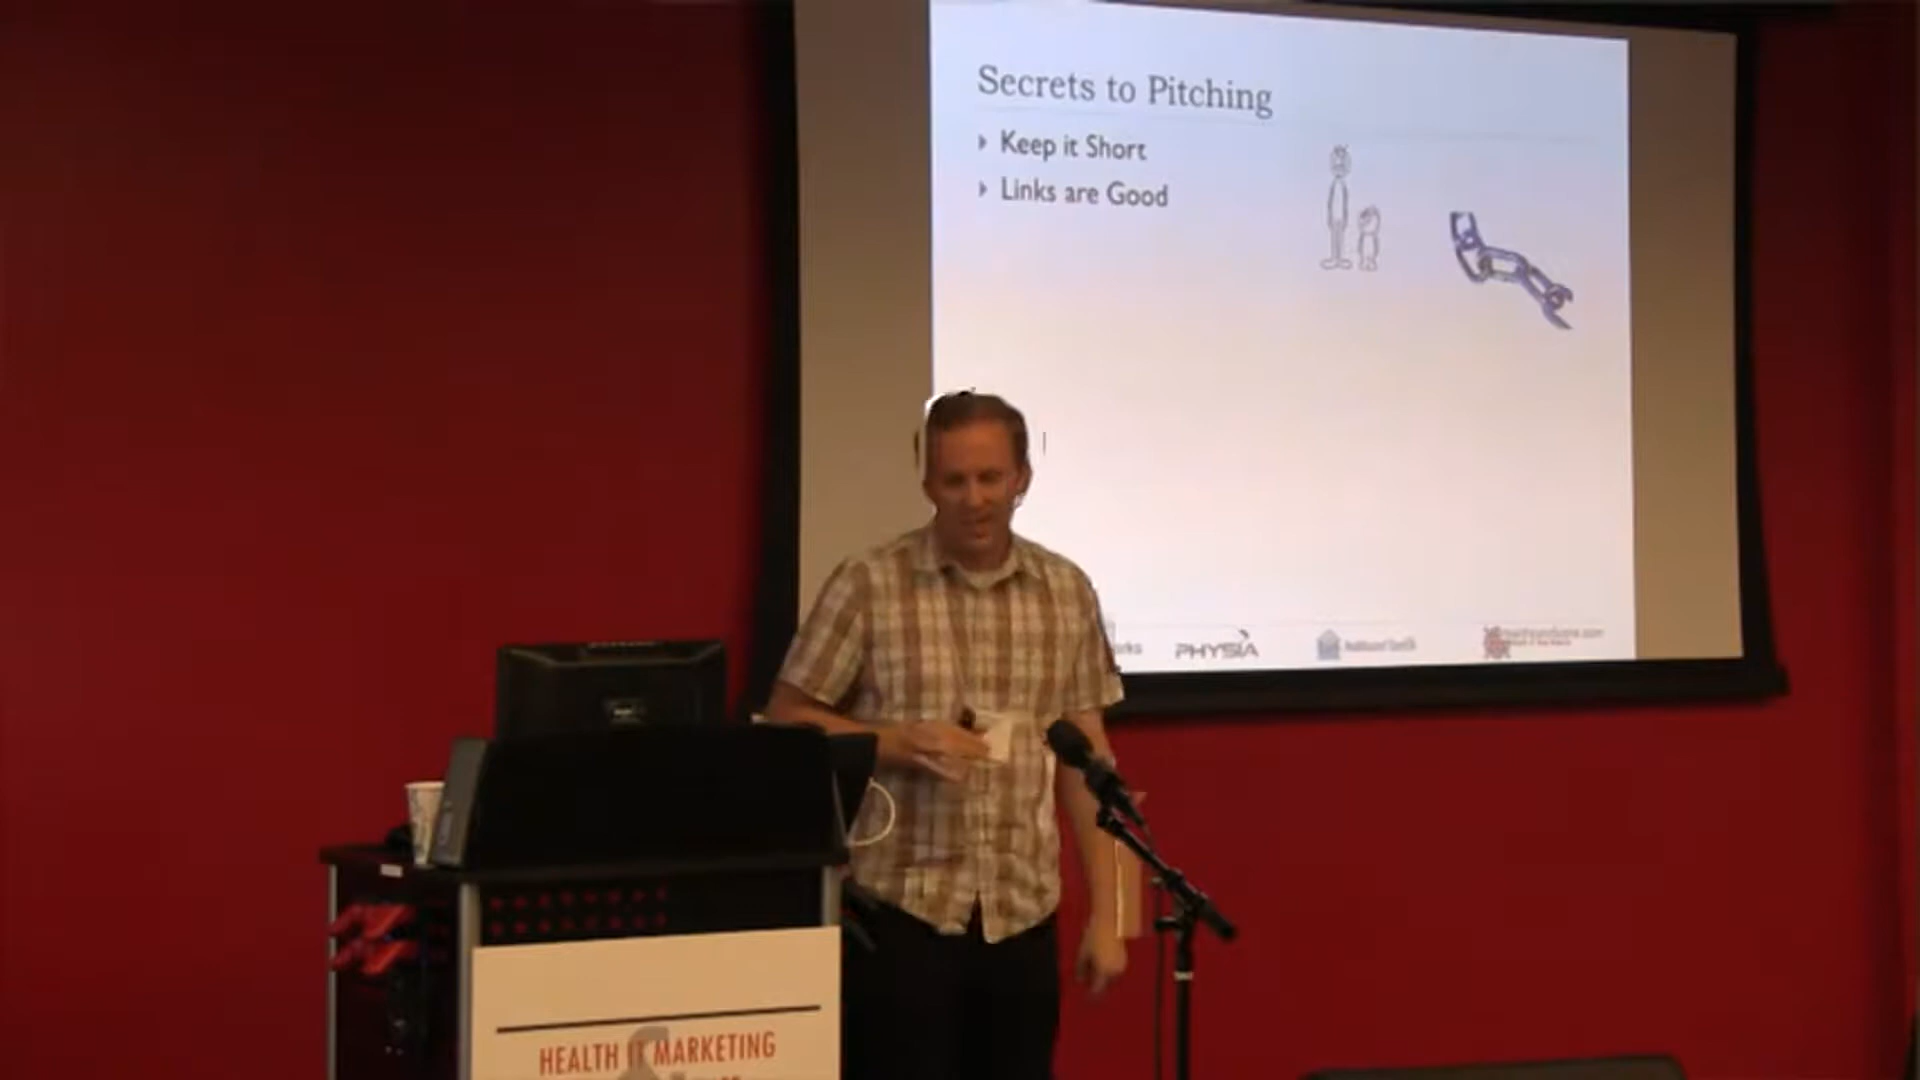 Secrets to Pitching
Keep it Short
Links are Good
PHYSIA
HEALTH IT MARKETING